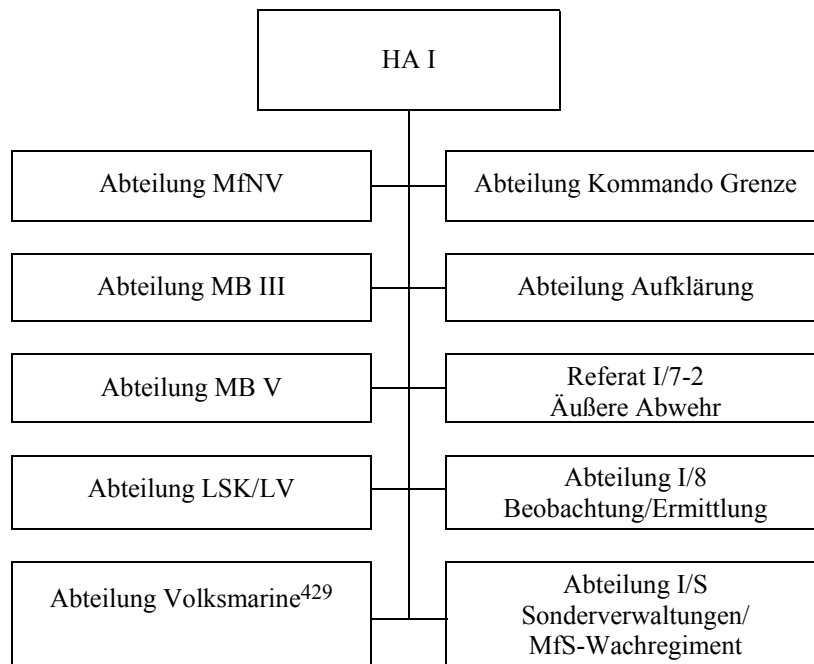 HA I
Abteilung MfNV
Abteilung Kommando Grenze
Abteilung MB III
Abteilung Aufklärung
Abteilung MB V
Referat I/7-2
Äußere Abwehr
Abteilung LSK/LV
Abteilung I/8
Beobachtung/Ermittlung
Abteilung Volksmarine429
Abteilung I/S
Sonderverwaltungen/
MfS-Wachregiment